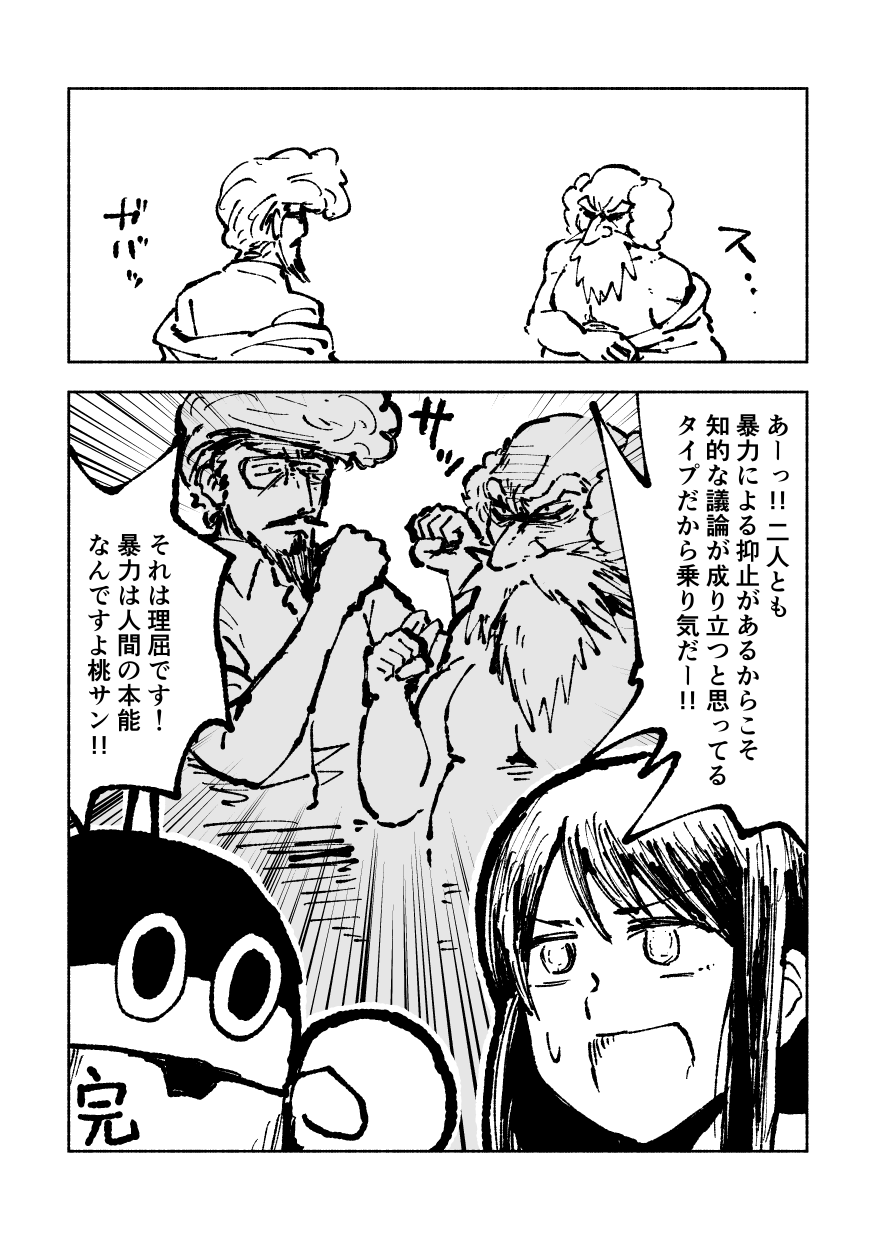 ス…
ガバッ
ザッ
あーっ!!二人とも
暴力による抑止があるからこそ
知的な議論が成り立つと思ってる
タイプだから乗り気だー!!
それは理屈です!
暴力は人間の本能
なんですよ桃サン!!
完